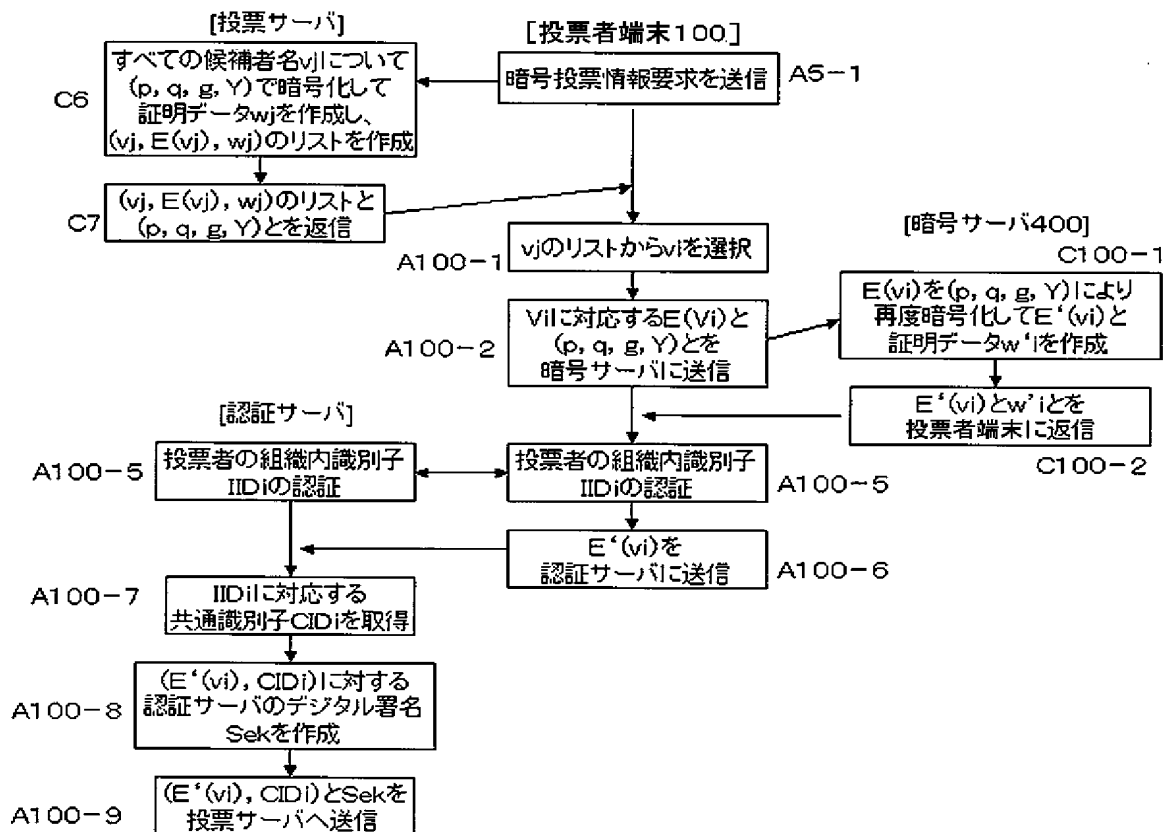 [投票サーバ]
すべての候補者名vjについて
(p, q, g, Y)で暗号化して
証明データwjを作成し、
(vj, E(vj), wj)のリストを作成
C6
[投票者端末100]
暗号投票情報要求を送信
A5-1
(vj, E(vj), wj)のリストと
(p, q, g, Y)とを返信
C7
vjのリストからviを選択
A100-1
[暗号サーバ400]
C100-1
E(vi)を(p, q, g, Y)により
再度暗号化してE‘(vi)と
証明データw‘iを作成
Viに対応するE(Vi)と
(p, q, g, Y)とを
暗号サーバに送信
A100-2
E‘(vi)とw’iとを
投票者端末に返信
C100-2
[認証サーバ]
A100-5
投票者の組織内識別子
IIDiの認証
投票者の組織内識別子
IIDiの認証
A100-5
E‘(vi)を
認証サーバに送信
A100-6
A100-7
IIDiに対応する
共通識別子CIDiを取得
A100-8
(E‘(vi), CIDi)に対する
認証サーバのデジタル署名
Sekを作成
A100-9
(E‘(vi), CIDi)とSekを
投票サーバへ送信